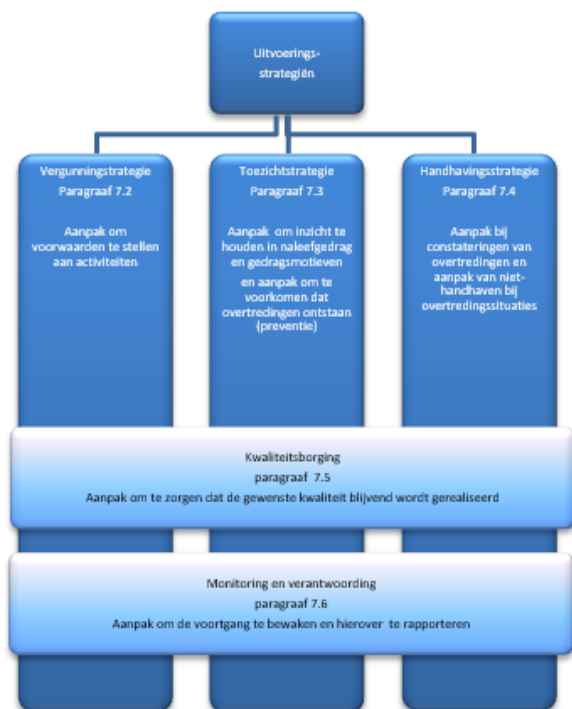 Uitvoerings-
strategiën
Vergunningstrategie
Paragraaf 7.2
Aanpak om
voorwaarden te stellen
aan activiteiten
Toezichtstrategie
Paragraaf 7.3
Aanpak om inzicht te
houden in naleefgedrag
en gedragsmotieven
en aanpak om te
voorkomen dat
overtredingen ontstaan
(preventie)
Handhavingsstrategie
Paragraaf 7.4
Aanpak bij
constateringen van
overtredingen en
aanpak van niet-
handhaven bij
overtredingssituaties
Kwaliteitsborging
paragraaf 7.5
Aanpak om te zorgen dat de gewenste kwaliteit blijvend wordt gerealiseerd
Monitoring en verantwoording
paragraaf 7.6
Aanpak om de voortgang te bewaken en hierover te rapporteren